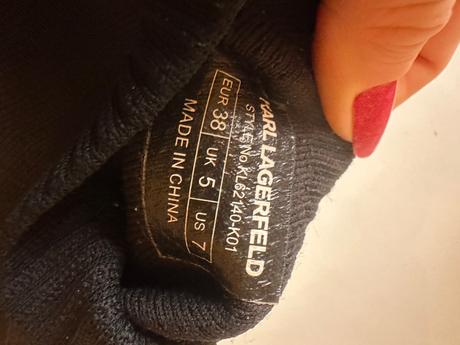 KARL LAGERFELD
STYLE No.KL62140-K01
EUR 38 UK 5 US 7
MADE IN CHINA